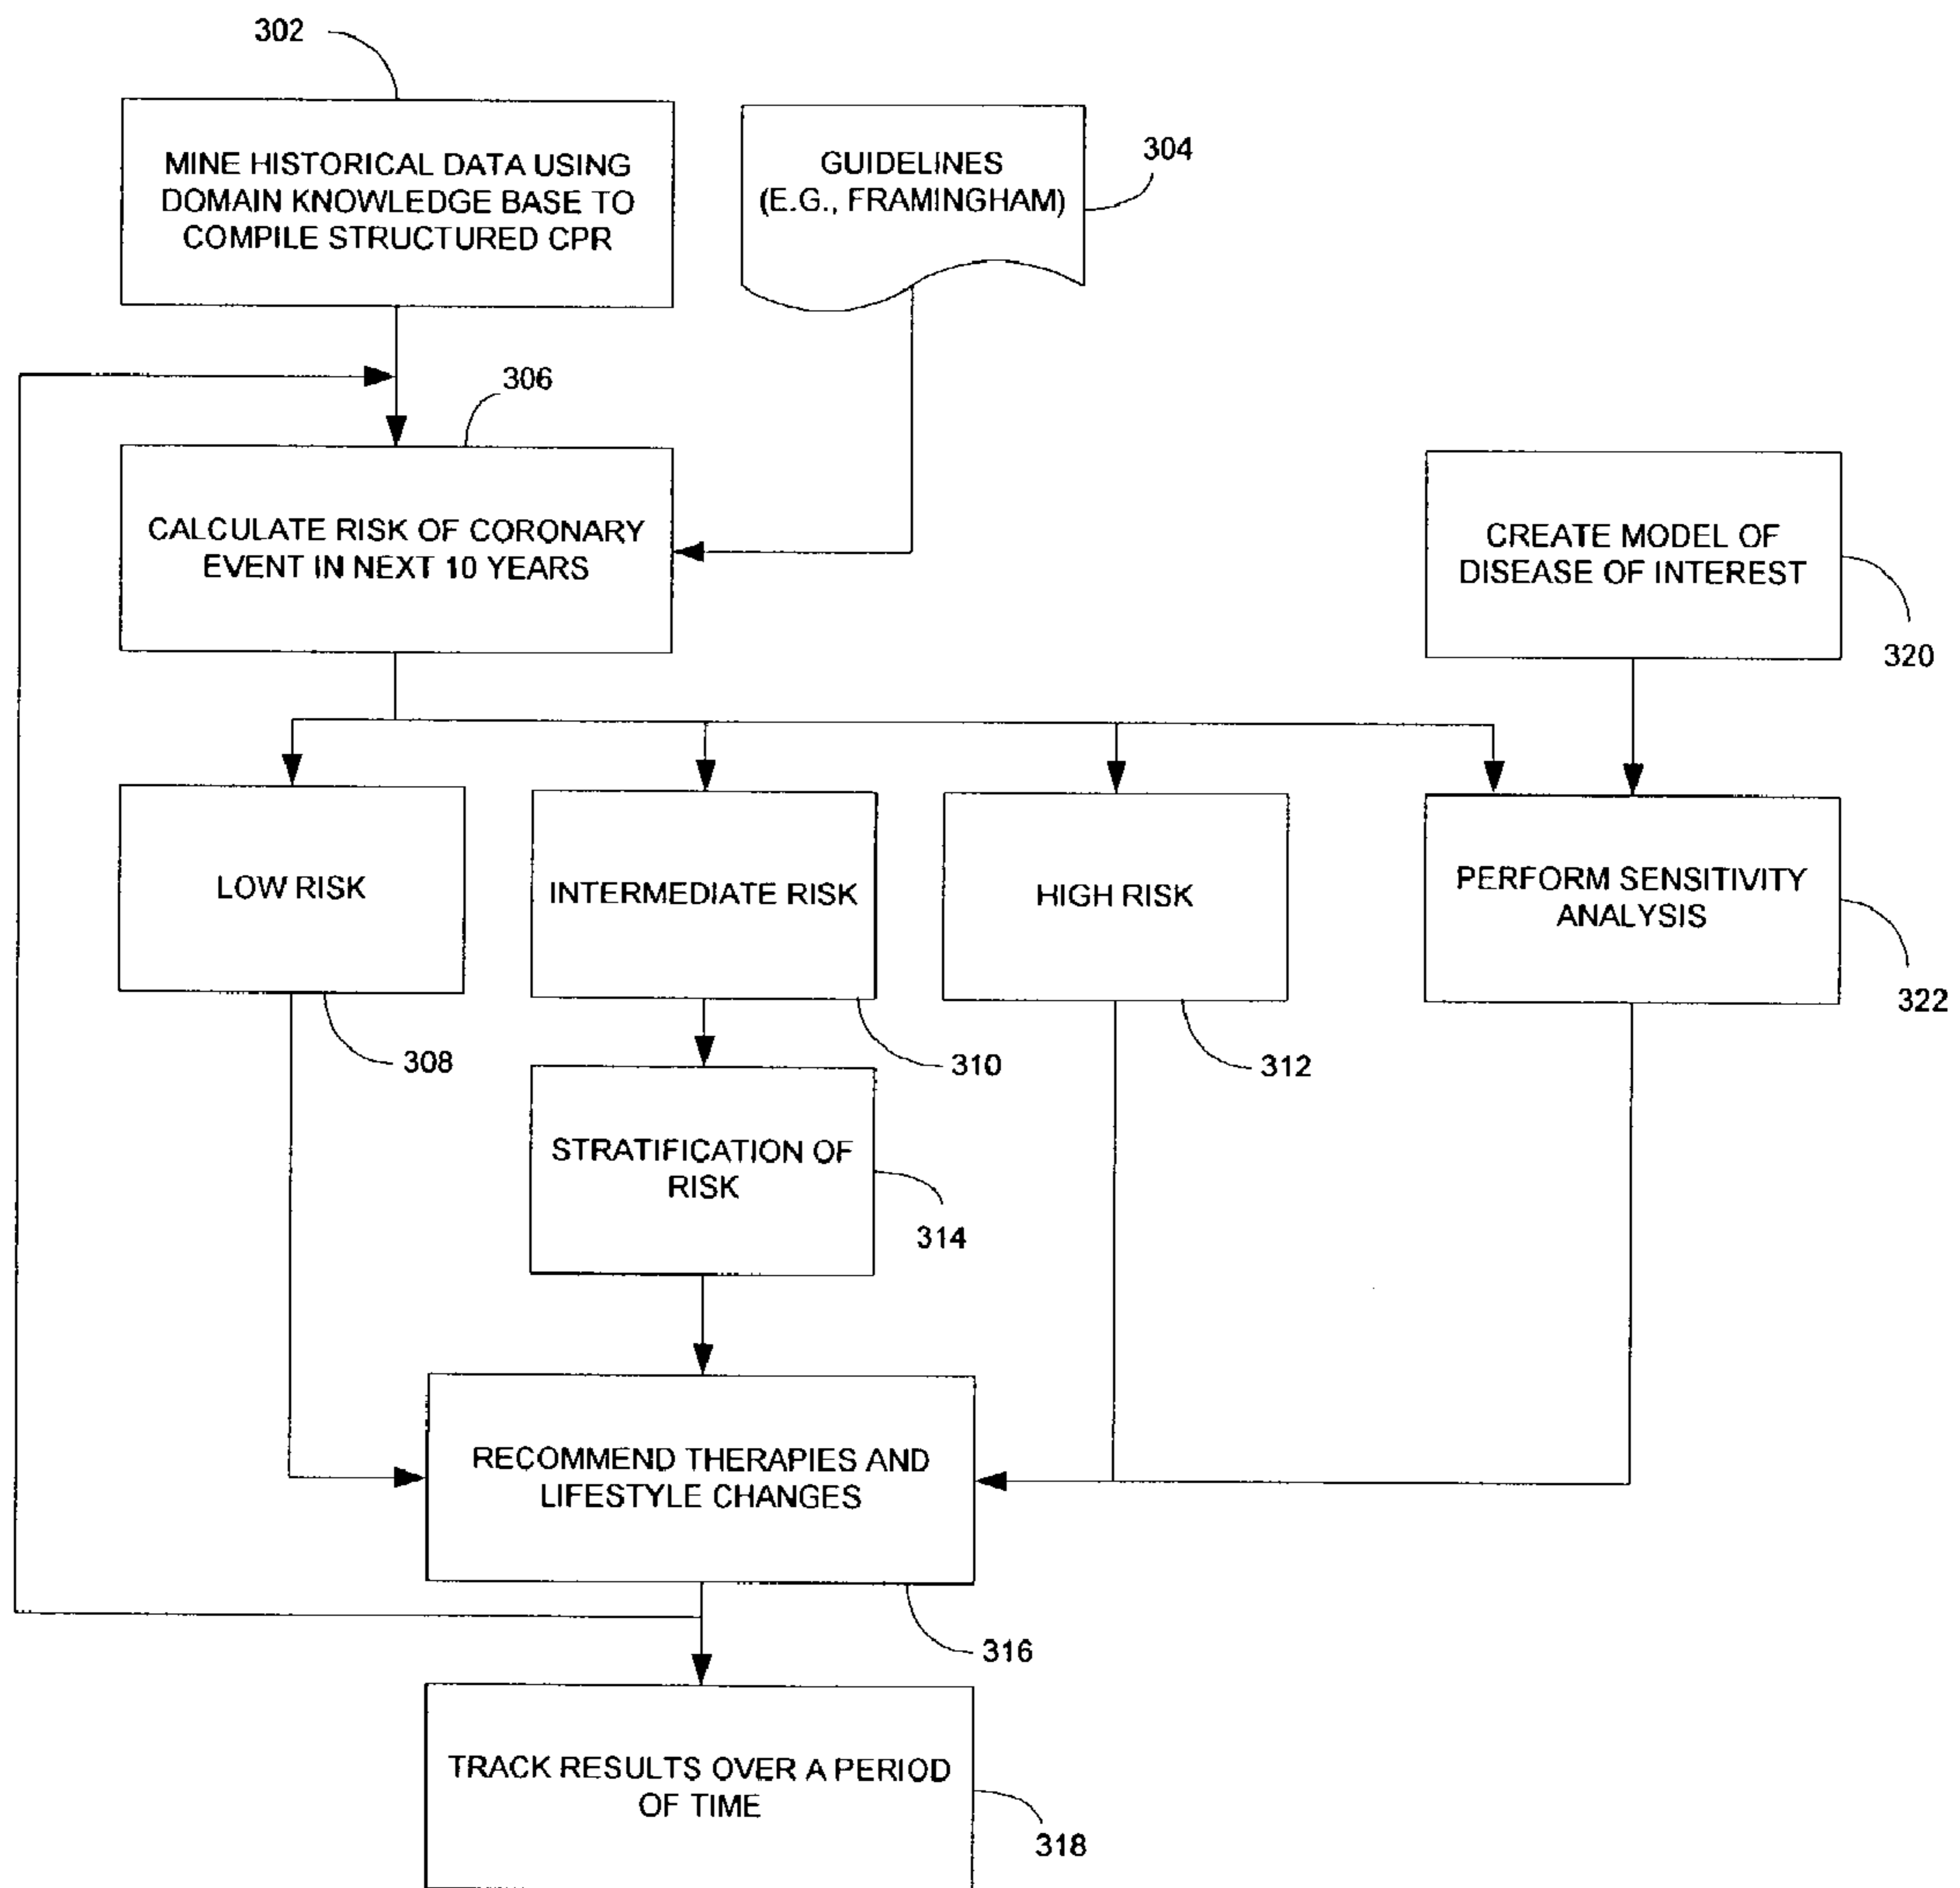 302
MINE HISTORICAL DATA USING
DOMAIN KNOWLEDGE BASE TO
COMPILE STRUCTURED CPR
GUIDELINES
(E.G., FRAMINGHAM)
304
306
CALCULATE RISK OF CORONARY
EVENT IN NEXT 10 YEARS
CREATE MODEL OF
DISEASE OF INTEREST
320
LOW RISK
INTERMEDIATE RISK
HIGH RISK
PERFORM SENSITIVITY
ANALYSIS
308
310
312
322
STRATIFICATION OF
RISK
314
RECOMMEND THERAPIES AND
LIFESTYLE CHANGES
316
TRACK RESULTS OVER A PERIOD
OF TIME
318